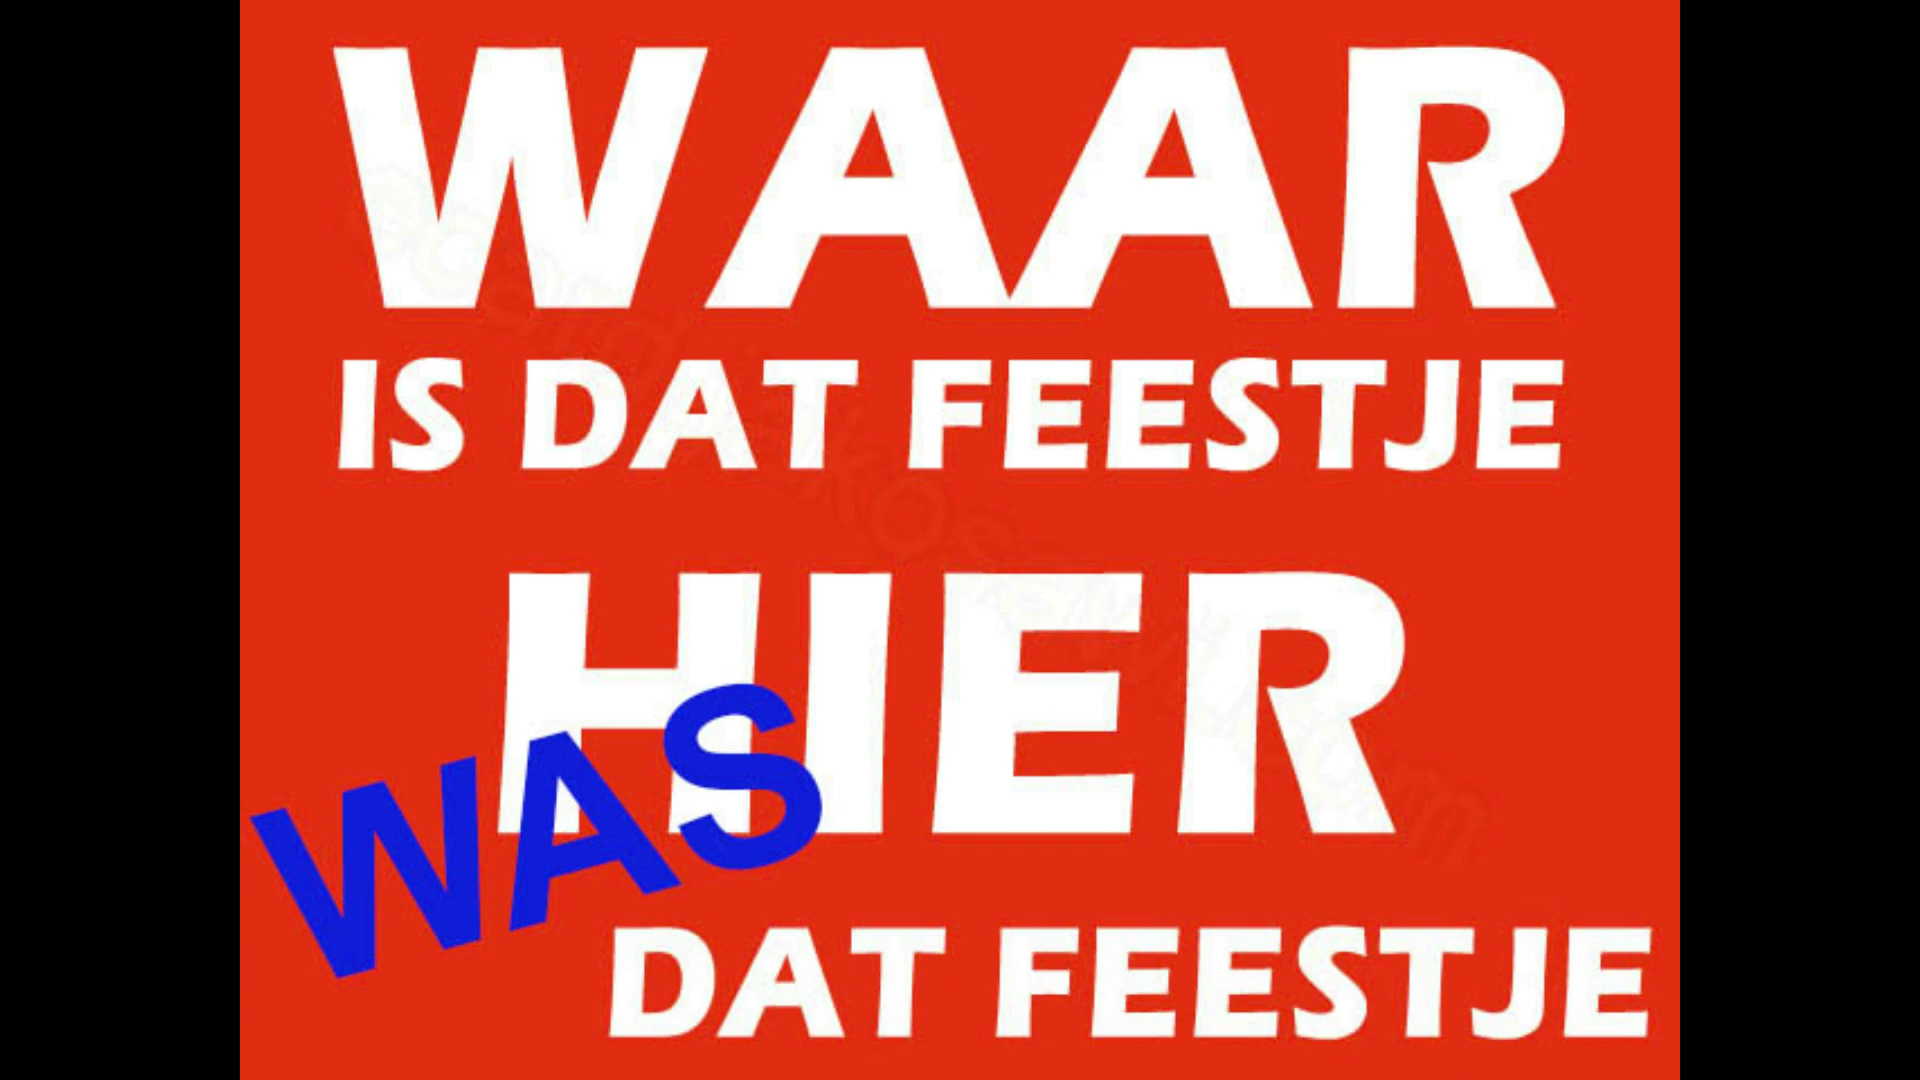 WAAR
IS DAT FEESTJE
HIER
WAS
DAT FEESTJE